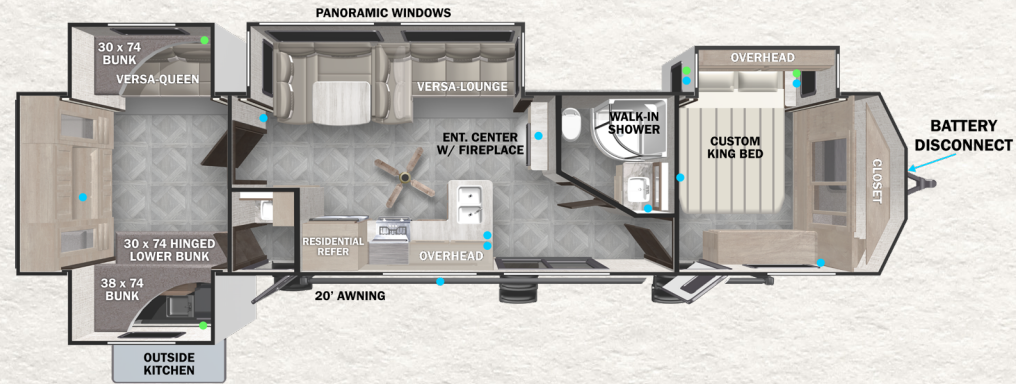 PANORAMIC WINDOWS
30 x 74
BUNK
VERSA-QUEEN
VERSA-LOUNGE
OVERHEAD
ENT. CENTER
W/ FIREPLACE
WALK-IN
SHOWER
CUSTOM
KING BED
CLOSET
BATTERY
DISCONNECT
30 x 74 HINGED
LOWER BUNK
RESIDENTIAL
REFER
OVERHEAD
38 x 74
BUNK
20' AWNING
OUTSIDE
KITCHEN